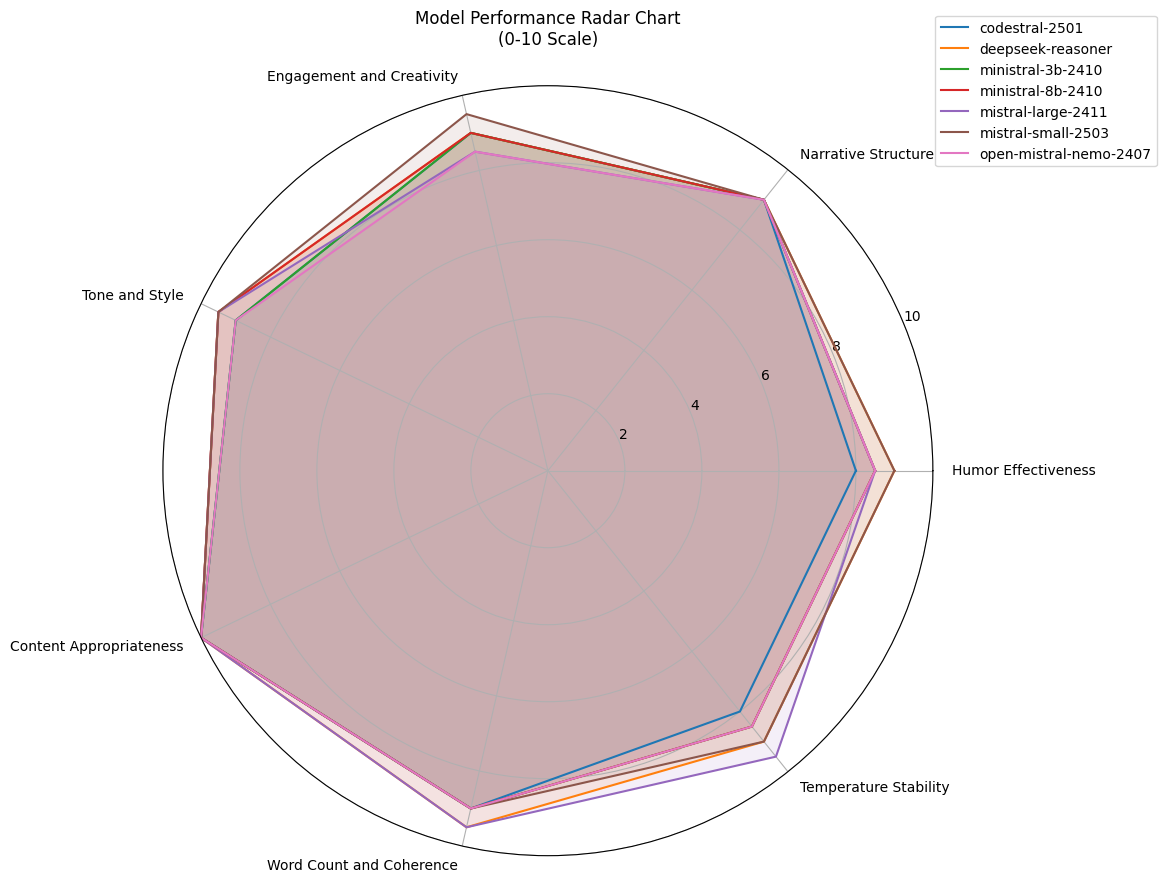 Model Performance Radar Chart
(0-10 Scale)
codestral-2501
deepseek-reasoner
ministral-3b-2410
ministral-8b-2410
mistral-large-2411
mistral-small-2503
open-mistral-nemo-2407
Engagement and Creativity
Narrative Structure
Tone and Style
10
8
6
4
2
Humor Effectiveness
Content Appropriateness
Temperature Stability
Word Count and Coherence